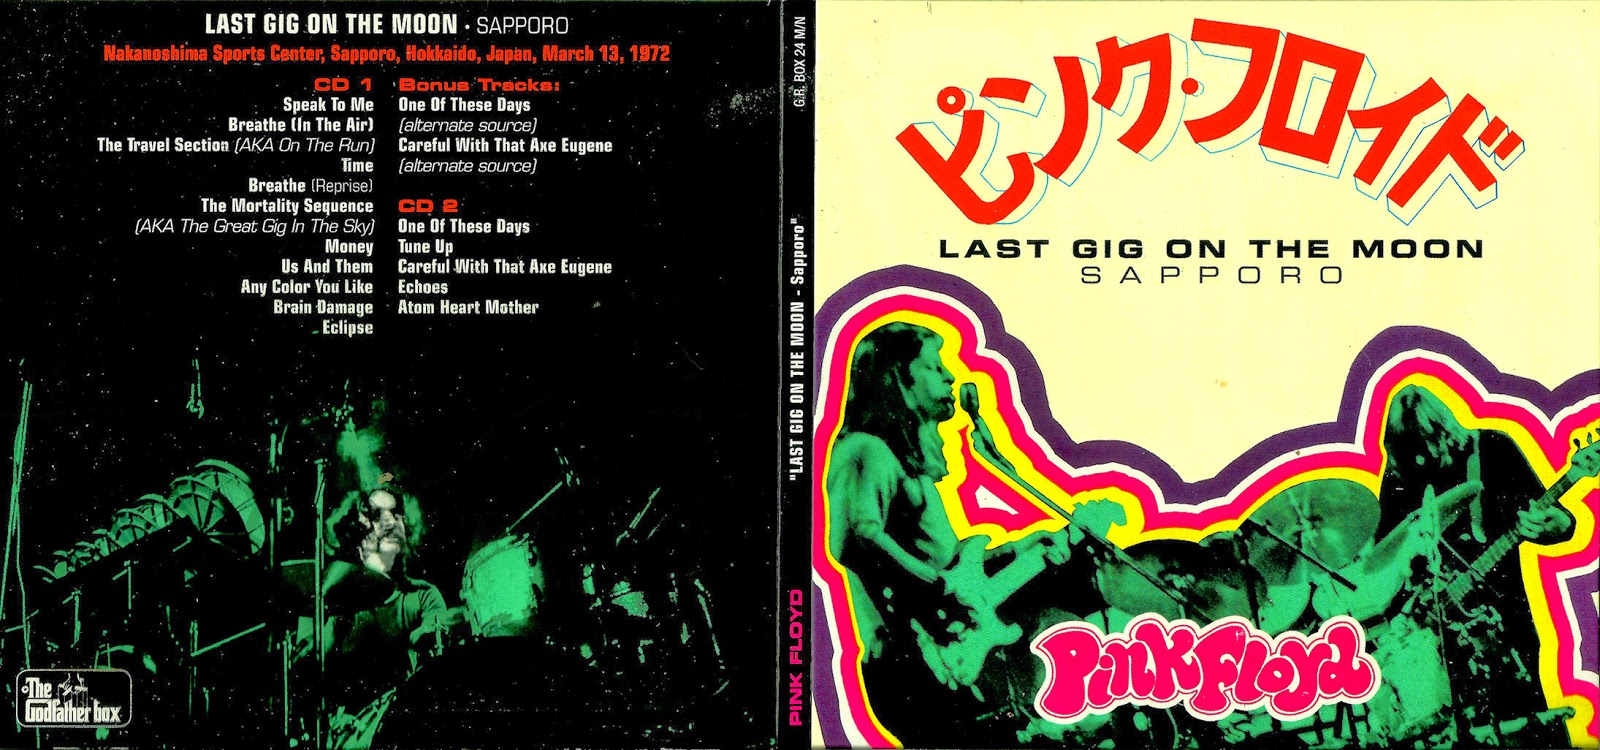 LAST GIG ON THE MOON · SAPPORO
Nakanoshima Sports Center, Sapporo, Hokkaido, Japan, March 13, 1972
CD 1
Speak To Me
Breathe (In The Air)
The Travel Section (AKA On The Run)
Time
Breathe (Reprise)
The Mortality Sequence
(AKA The Great Gig In The Sky)
Money
Us And Them
Any Color You Like
Brain Damage
Eclipse
Bonus Tracks:
One Of These Days
(alternate source)
Careful With That Axe Eugene
(alternate source)
CD 2
One Of These Days
Tune Up
Careful With That Axe Eugene
Echoes
Atom Heart Mother
The
Godfather box
G.R. BOX 24 M/N
"LAST GIG ON THE MOON - Sapporo"
PINK FLOYD
ピンク・フロイド
LAST GIG ON THE MOON
SAPPORO
Pink Floyd